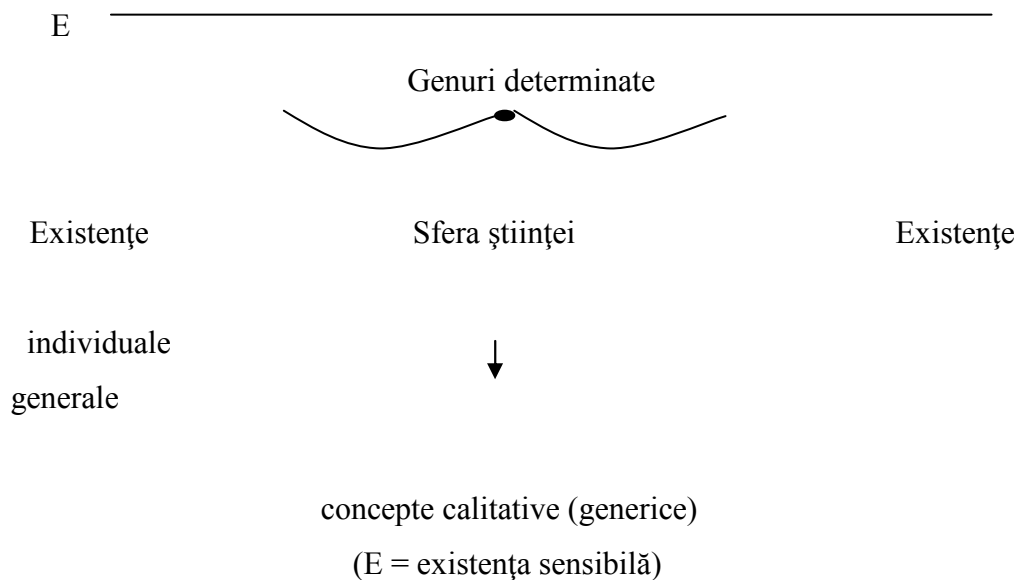 E
Genuri determinate
Existenţe Sfera ştiinţei Existenţe
individuale
generale
concepte calitative (generice)
(E = existenţa sensibilă)